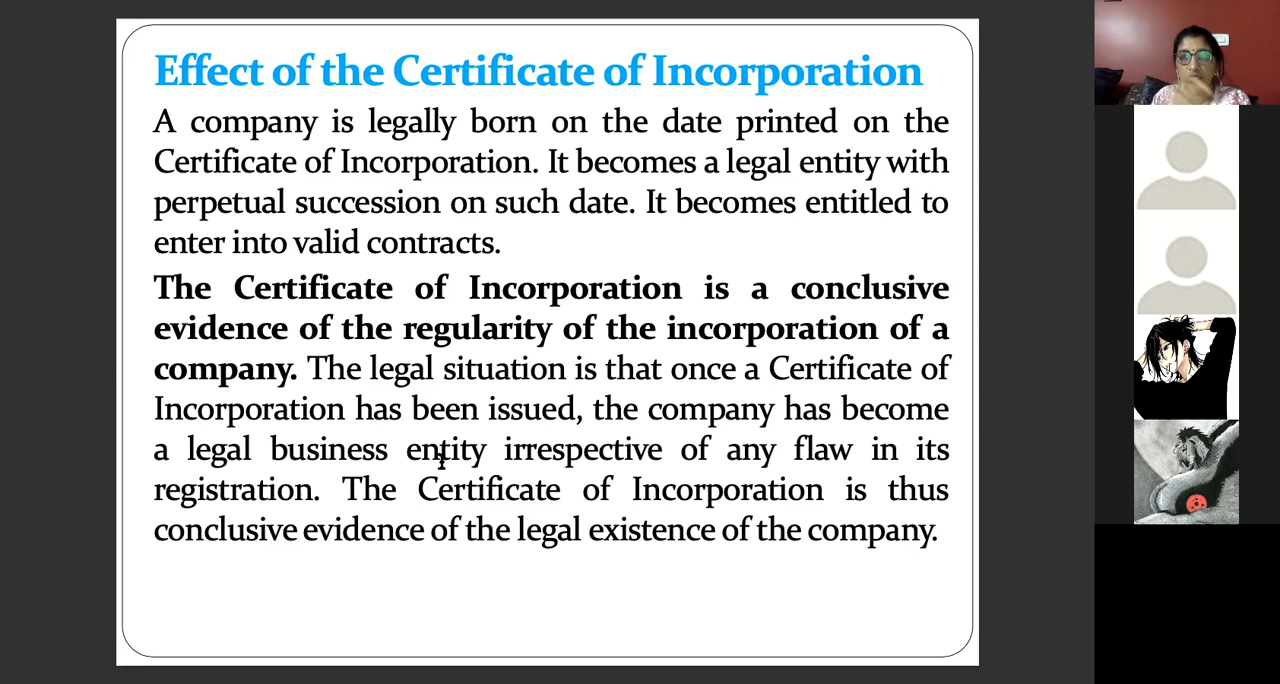 Effect of the Certificate of Incorporation
A company is legally born on the date printed on the
Certificate of Incorporation. It becomes a legal entity with
perpetual succession on such date. It becomes entitled to
enter into valid contracts.
The Certificate of Incorporation is a conclusive
evidence of the regularity of the incorporation of a
company. The legal situation is that once a Certificate of
Incorporation has been issued, the company has become
a legal business entity irrespective of any flaw in its
registration. The Certificate of Incorporation is thus
conclusive evidence of the legal existence of the company.